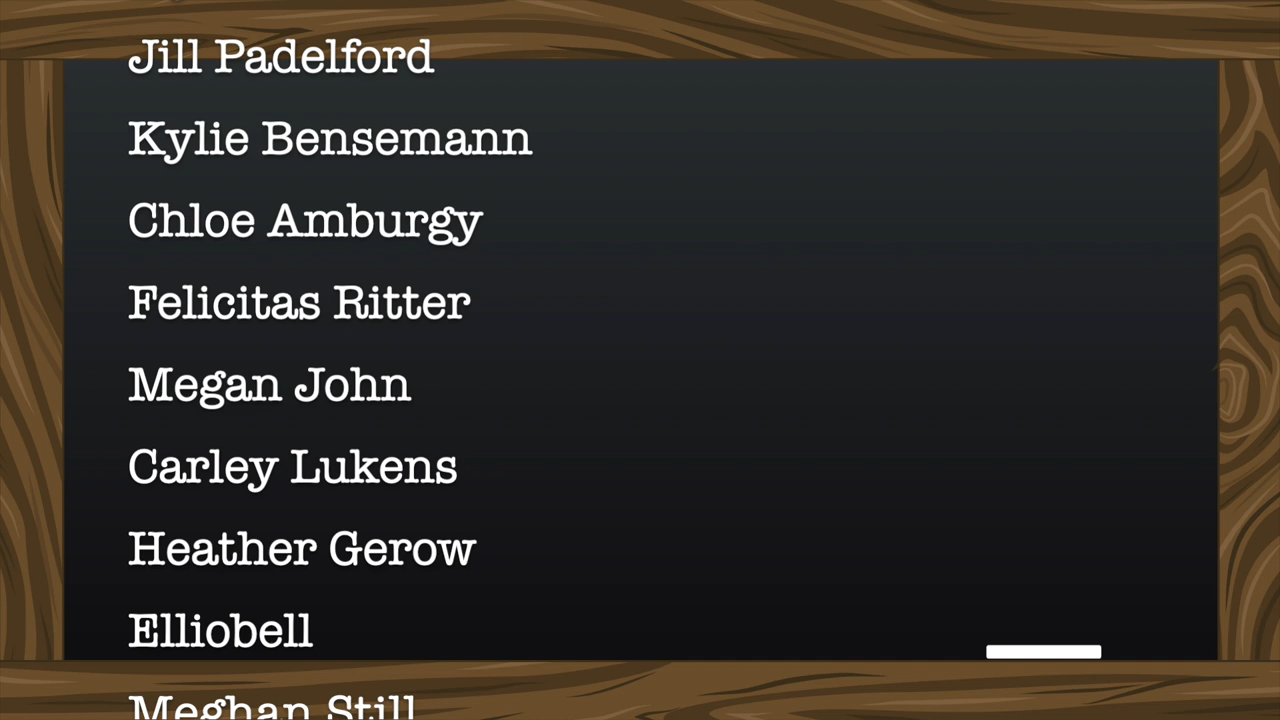 Jill Padelford
Kylie Bensemann
Chloe Amburgy
Felicitas Ritter
Megan John
Carley Lukens
Heather Gerow
Elliobell
Meghan Still